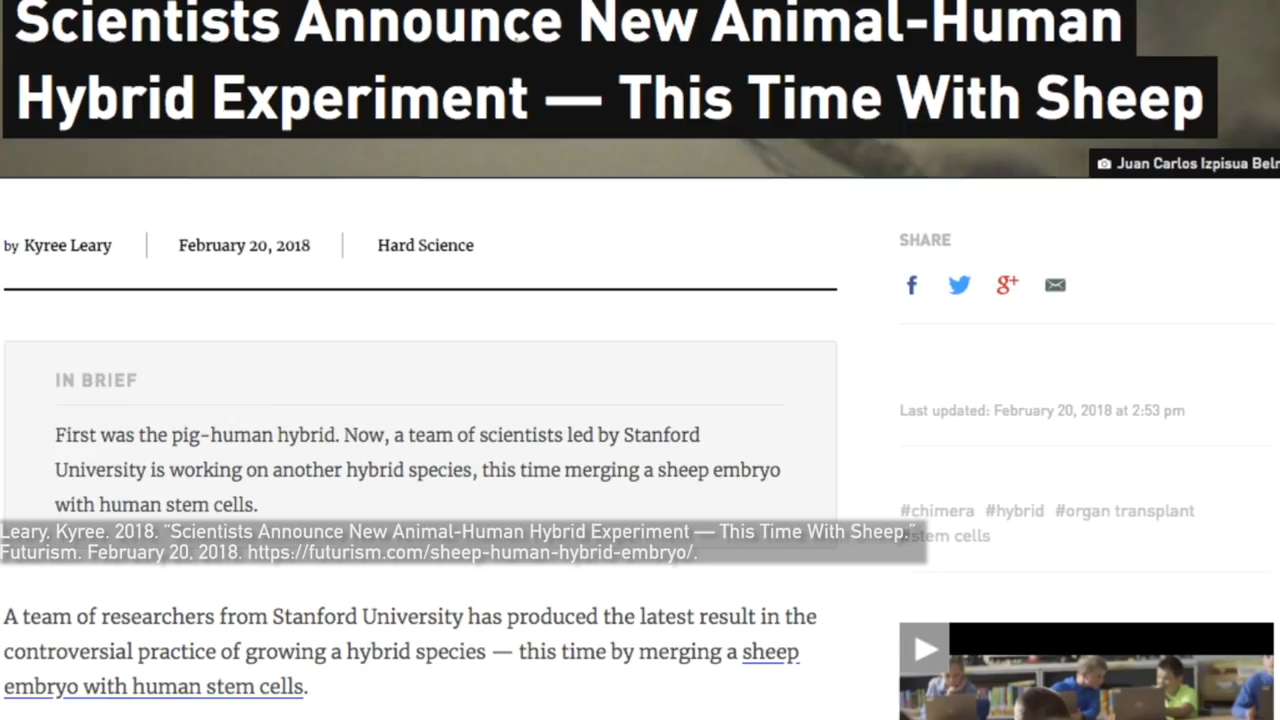 Scientists Announce New Animal-Human
Hybrid Experiment — This Time With Sheep
Juan Carlos Izpisua
by Kyree Leary
February 20, 2018
Hard Science
SHARE
IN BRIEF
First was the pig-human hybrid. Now, a team of scientists led by Stanford
University is working on another hybrid species, this time merging a sheep embryo
with human stem cells.
Leary, Kyree. 2018. "Scientists Announce New Animal-Human Hybrid Experiment — This Time With Sheep."
Futurism. February 20, 2018. https://futurism.com/sheep-human-hybrid-embryo/.
A team of researchers from Stanford University has produced the latest result in the
controversial practice of growing a hybrid species — this time by merging a sheep
embryo with human stem cells.
Last updated: February 20, 2018 at 2:53 pm
#chimera #hybrid #organ transplant
#stem cells